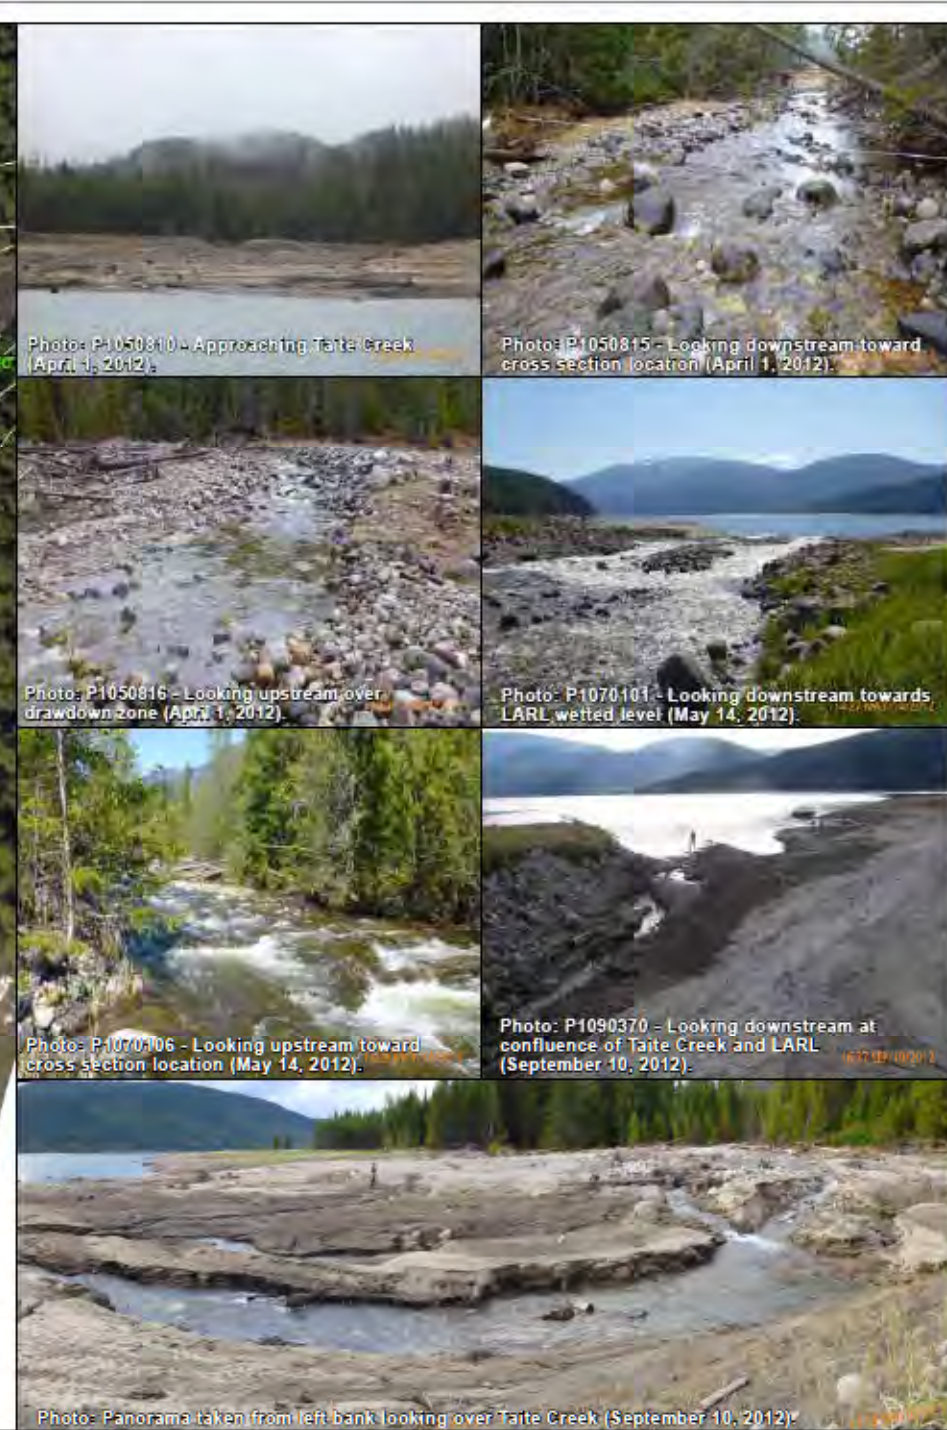 Photo: P1050810 - Approaching Taite Creek
(April 1, 2012).
Photo: P1050815 - Looking downstream toward
cross section location (April 1, 2012).
Photo: P1050816 - Looking upstream over
drawdown zone (April 1, 2012).
Photo: P1070101 - Looking downstream towards
LARL wetted level (May 14, 2012).
Photo: P1070106 - Looking upstream toward
cross section location (May 14, 2012).
Photo: P1090370 - Looking downstream at
confluence of Taite Creek and LARL
(September 10, 2012).
Photo: Panorama taken from left bank looking over Taite Creek (September 10, 2012).